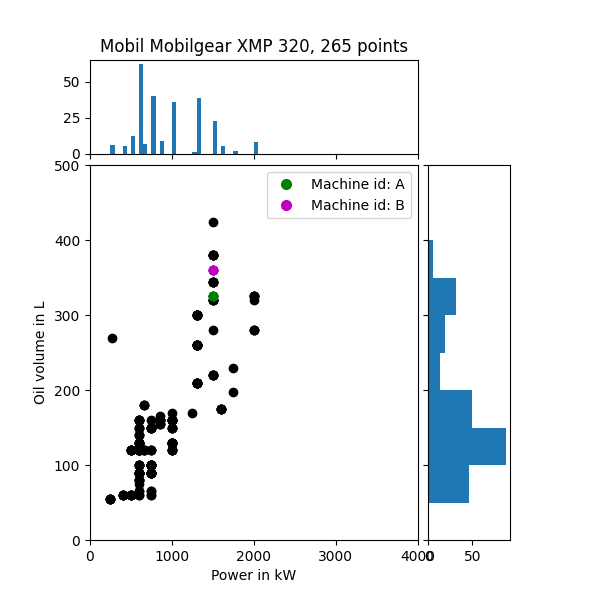 Mobil Mobilgear XMP 320, 265 points
50
25
0
500
400
300
200
100
0
Oil volume in L
Machine id: A
Machine id: B
0 1000 2000 3000 4000
Power in kW
0 50